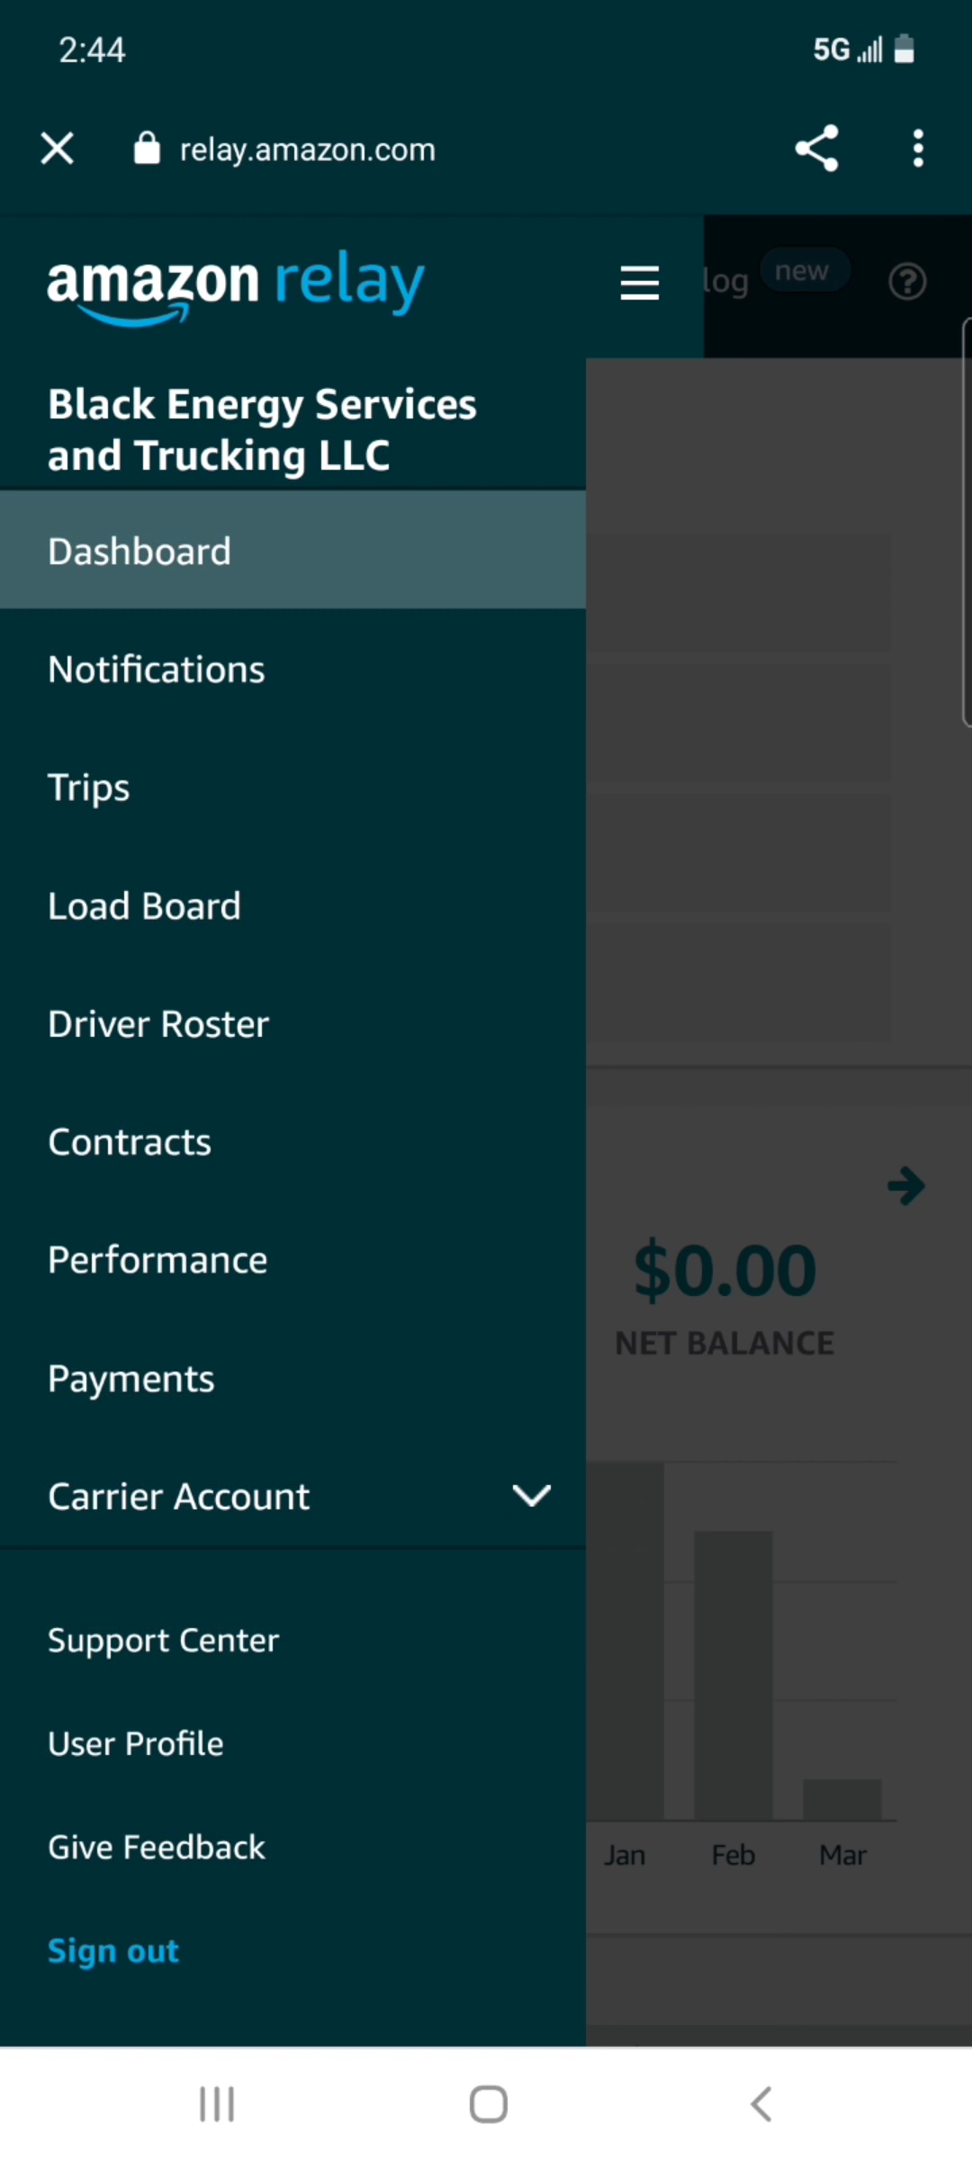 2:44
5G
relay.amazon.com
amazon relay
log new
Black Energy Services
and Trucking LLC
Dashboard
Notifications
Trips
Load Board
Driver Roster
Contracts
Performance
$0.00
NET BALANCE
Payments
Carrier Account
Support Center
User Profile
Give Feedback
Jan Feb Mar
Sign out